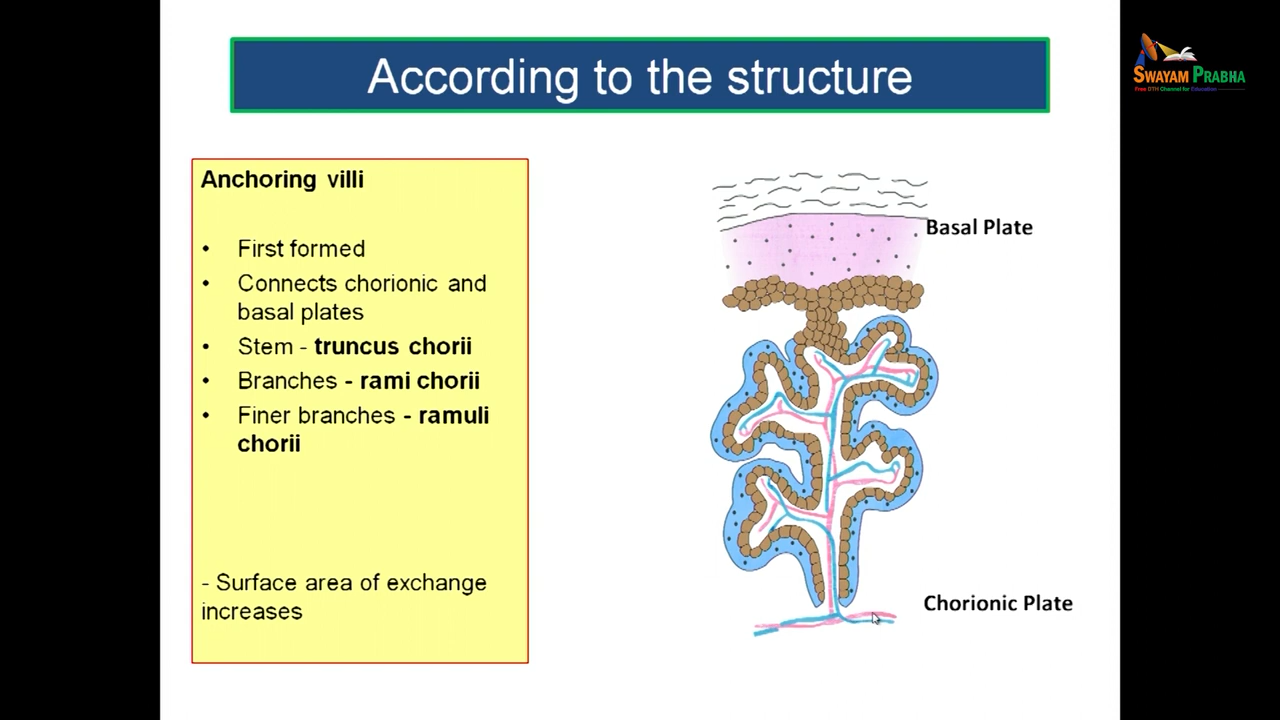 According to the structure
SWAYAM PRABHA
Free DTH Channel for Education
Anchoring villi
• First formed
• Connects chorionic and
basal plates
• Stem - truncus chorii
• Branches - rami chorii
• Finer branches - ramuli
chorii
- Surface area of exchange
increases
Basal Plate
Chorionic Plate